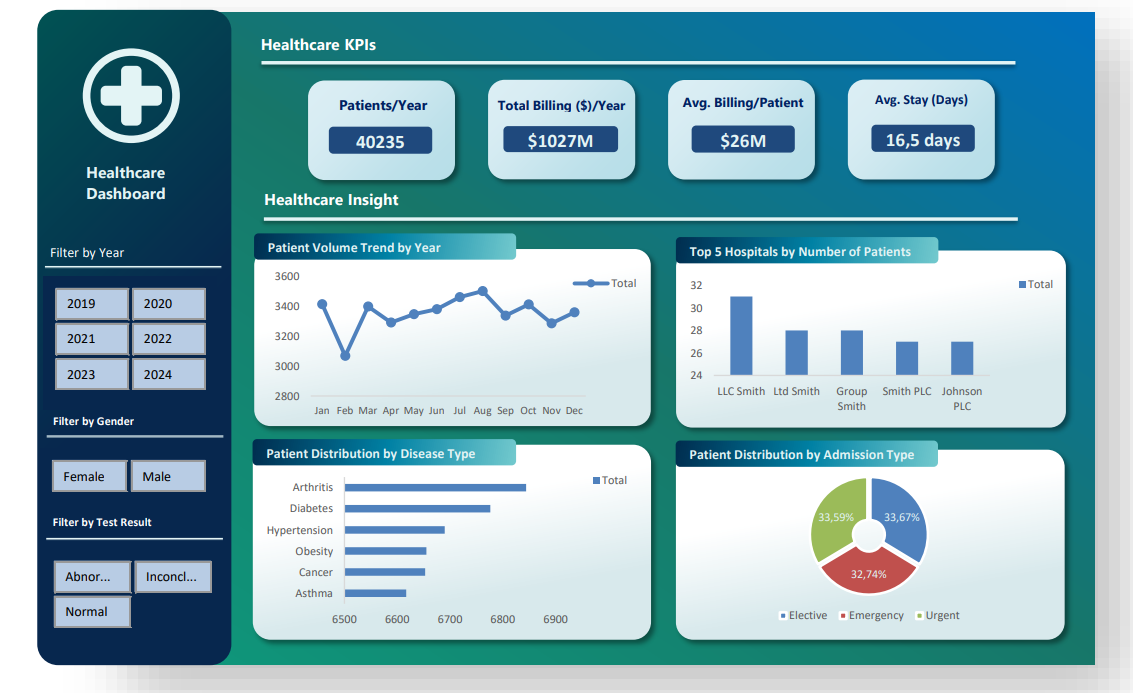 Healthcare
Dashboard
Filter by Year
2019
2020
2021
2022
2023
2024
Filter by Gender
Female
Male
Filter by Test Result
Abnor...
Inconcl...
Normal
Healthcare KPIs
Patients/Year
40235
Total Billing ($)/Year
$1027M
Avg. Billing/Patient
$26M
Avg. Stay (Days)
16,5 days
Healthcare Insight
Patient Volume Trend by Year
3600
3400
3200
3000
2800
Total
Jan Feb Mar Apr May Jun Jul Aug Sep Oct Nov Dec
Top 5 Hospitals by Number of Patients
32
30
28
26
24
Total
LLC Smith Ltd Smith Group Smith PLC Johnson
Smith PLC
Patient Distribution by Disease Type
Total
Arthritis
Diabetes
Hypertension
Obesity
Cancer
Asthma
6500 6600 6700 6800 6900
Patient Distribution by Admission Type
33,59%
33,67%
32,74%
Elective Emergency Urgent